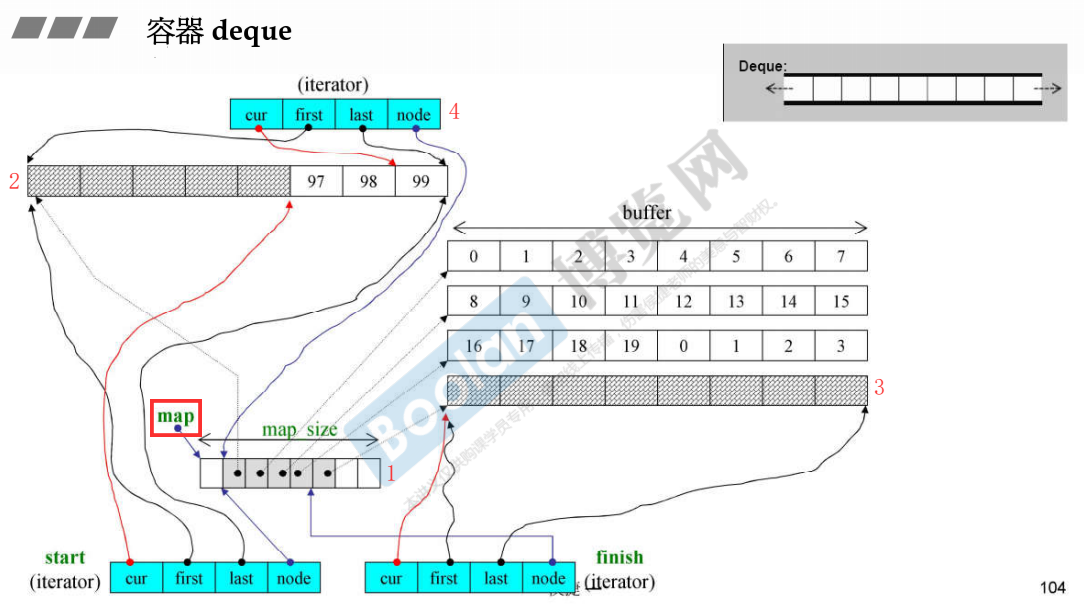 容器 deque
Deque:
(iterator)
cur first last node 4
2 97 98 99
buffer
0 1 2 3 4 5 6 7
8 9 10 11 12 13 14 15
16 17 18 19 0 1 2 3
3
map
map size
1
start
(iterator)
cur first last node
finish
(iterator)
cur first last node
博览网
Boolan
104